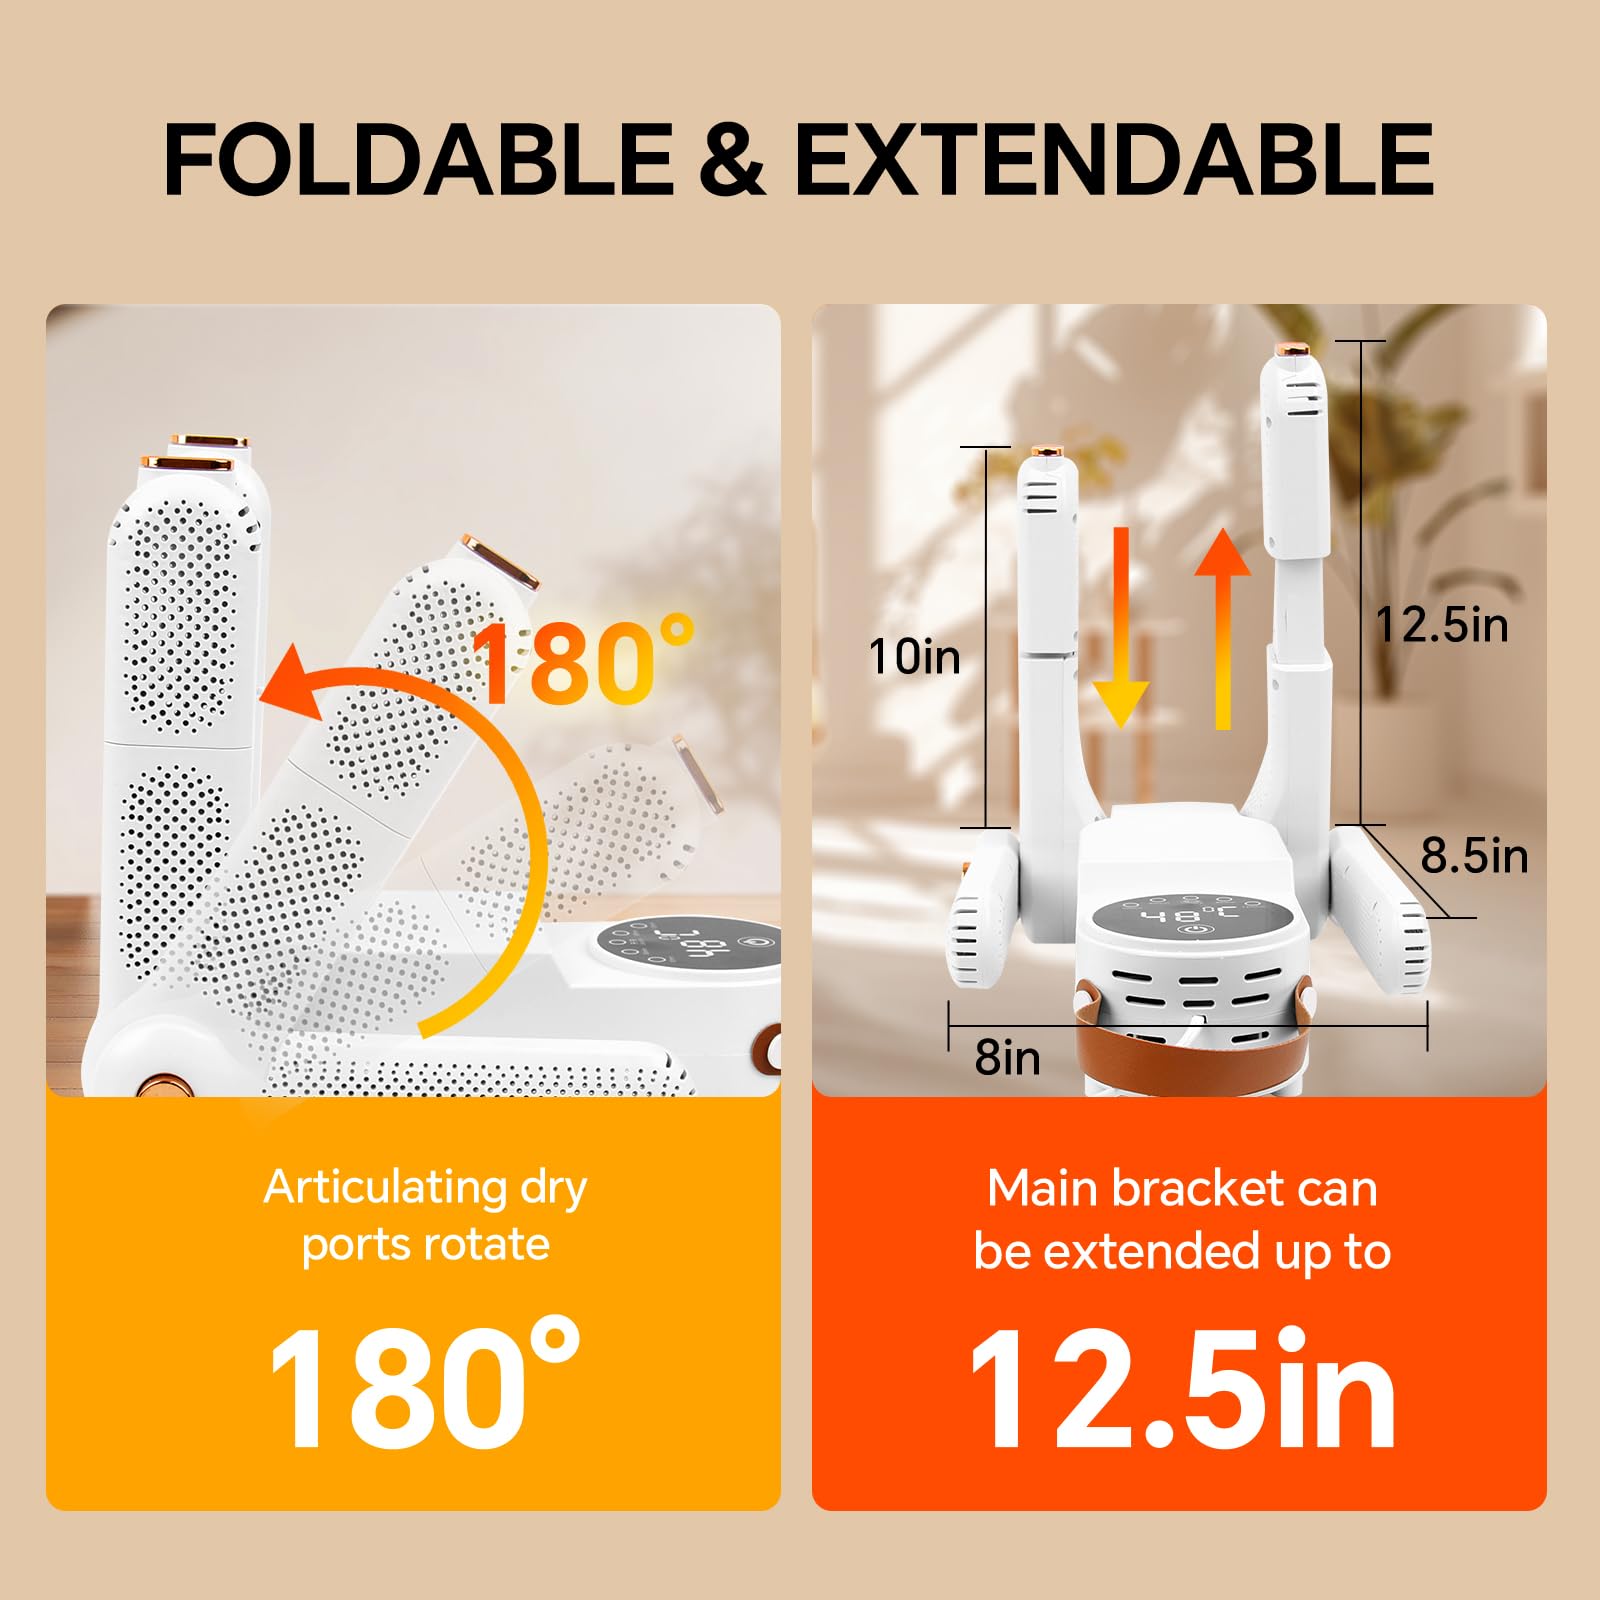 FOLDABLE & EXTENDABLE
180°
48°C
10in
12.5in
8.5in
48°C
8in
Articulating dry
ports rotate
180°
Main bracket can
be extended up to
12.5in